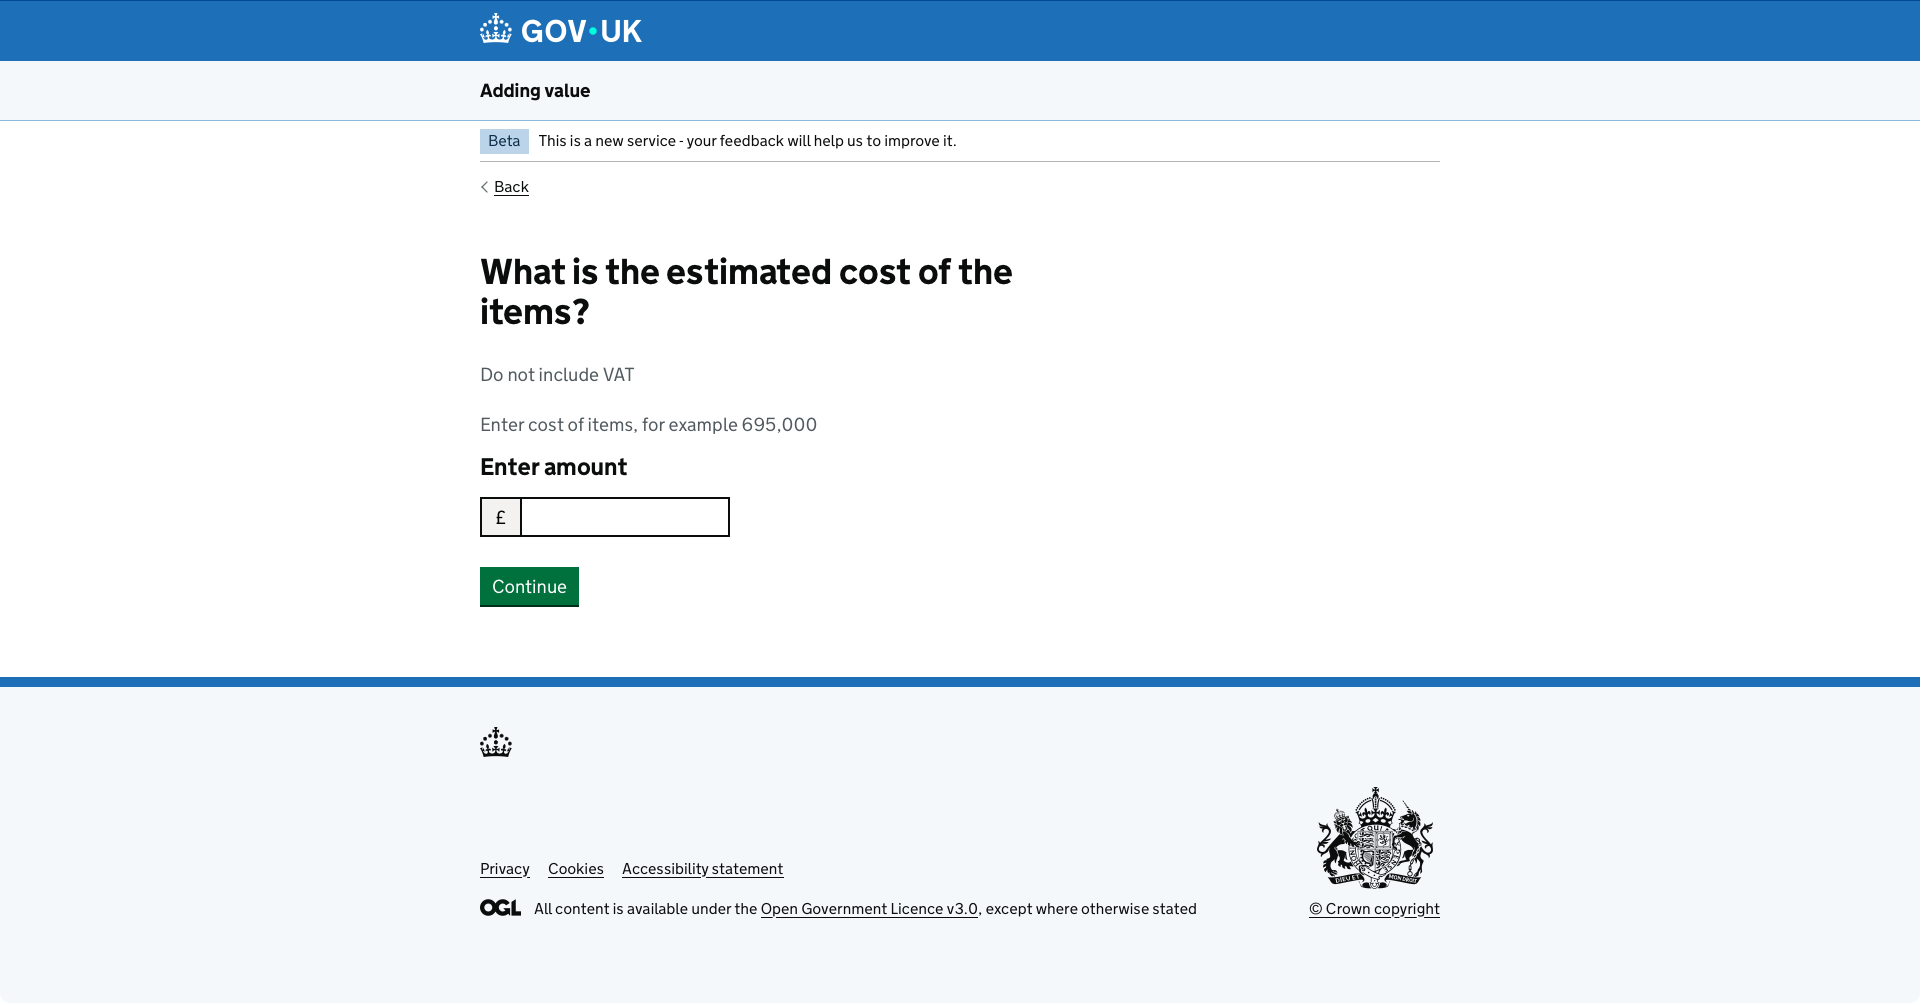 GOV·UK
Adding value
Beta This is a new service - your feedback will help us to improve it.
Back
What is the estimated cost of the
items?
Do not include VAT
Enter cost of items, for example 695,000
Enter amount
£
Continue
Privacy Cookies Accessibility statement
OGL All content is available under the Open Government Licence v3.0, except where otherwise stated
© Crown copyright